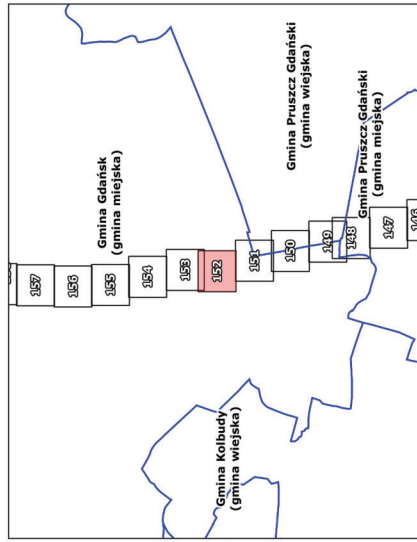 Gmina Gdańsk
(gmina miejska)
Gmina Pruszcz Gdański
(gmina wiejska)
Gmina Pruszcz Gdański
(gmina miejska)
157
156
155
154
153
152
151
150
149
148
147
Gmina Kolbudy
(gmina wiejska)